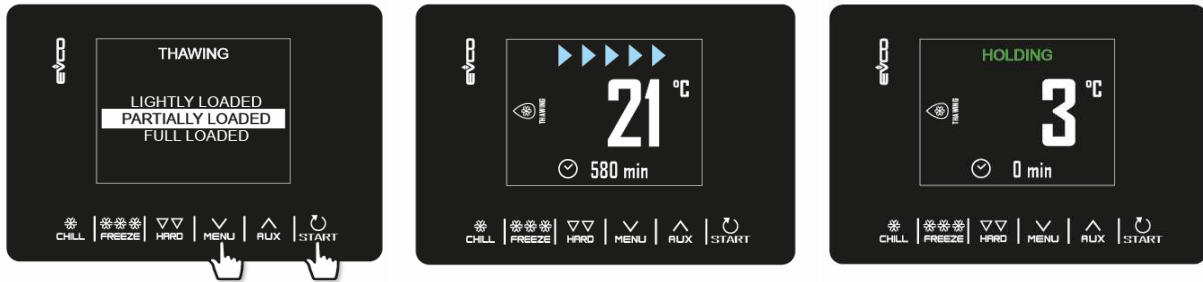 evco
THAWING
LIGHTLY LOADED
PARTIALLY LOADED
FULL LOADED
CHILL FREEZE HARD MENU AUX START
evco
THAWING
21 °C
580 min
CHILL FREEZE HARD MENU AUX START
evco
HOLDING
THAWING
3 °C
0 min
CHILL FREEZE HARD MENU AUX START